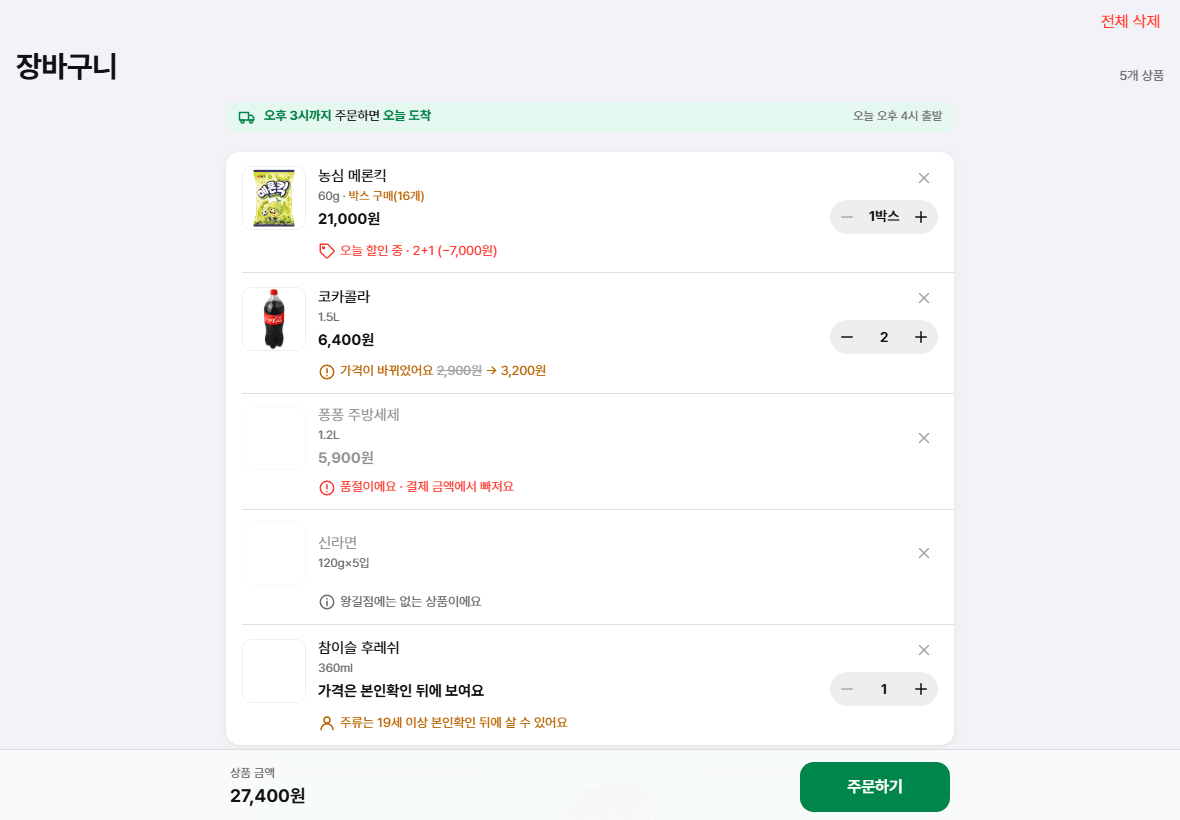 전체 삭제
장바구니
5개 상품
오후 3시까지 주문하면 오늘 도착
오늘 오후 4시 출발
농심 메론킥
60g · 박스 구매(16개)
21,000원
1박스
오늘 할인 중 · 2+1 (−7,000원)
코카콜라
1.5L
6,400원
2
가격이 바뀌었어요 2,900원 → 3,200원
퐁퐁 주방세제
1.2L
5,900원
품절이에요 · 결제 금액에서 빠져요
신라면
120g×5입
왕길점에는 없는 상품이에요
참이슬 후레쉬
360ml
가격은 본인확인 뒤에 보여요
1
주류는 19세 이상 본인확인 뒤에 살 수 있어요
상품 금액
27,400원
주문하기